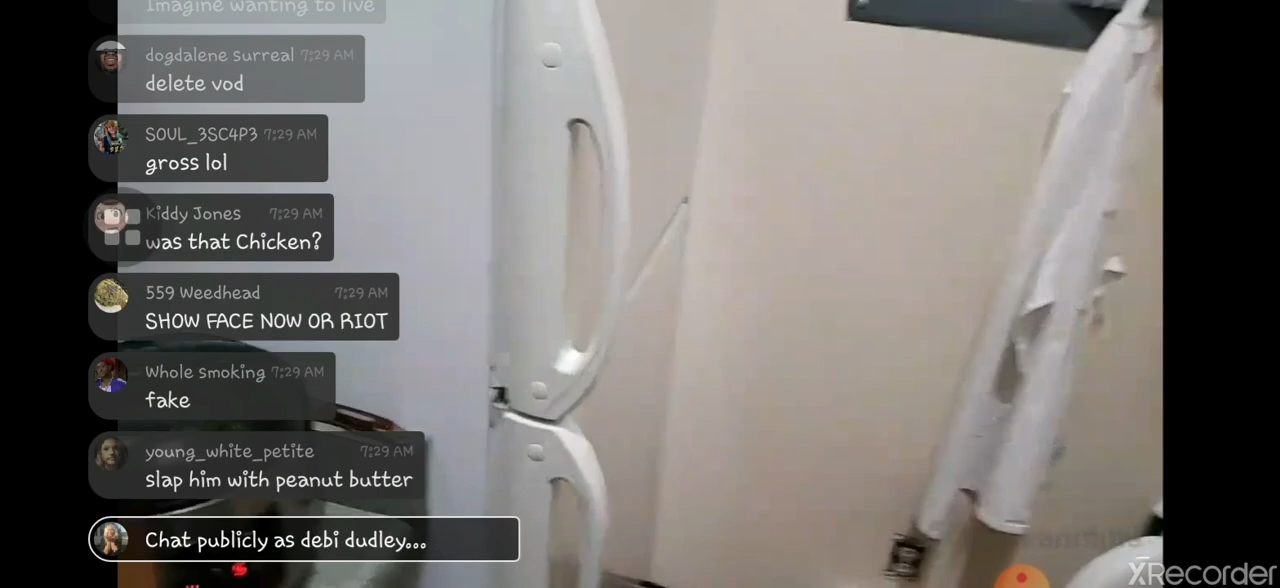 Imagine wanting to live
dogdalene surreal 7:29 AM
delete vod
SOUL_3SC4P3 7:29 AM
gross lol
Kiddy Jones 7:29 AM
was that Chicken?
559 Weedhead 7:29 AM
SHOW FACE NOW OR RIOT
Whole smoking 7:29 AM
fake
young_white_petite 7:29 AM
slap him with peanut butter
Chat publicly as debi dudley...
XRecorder